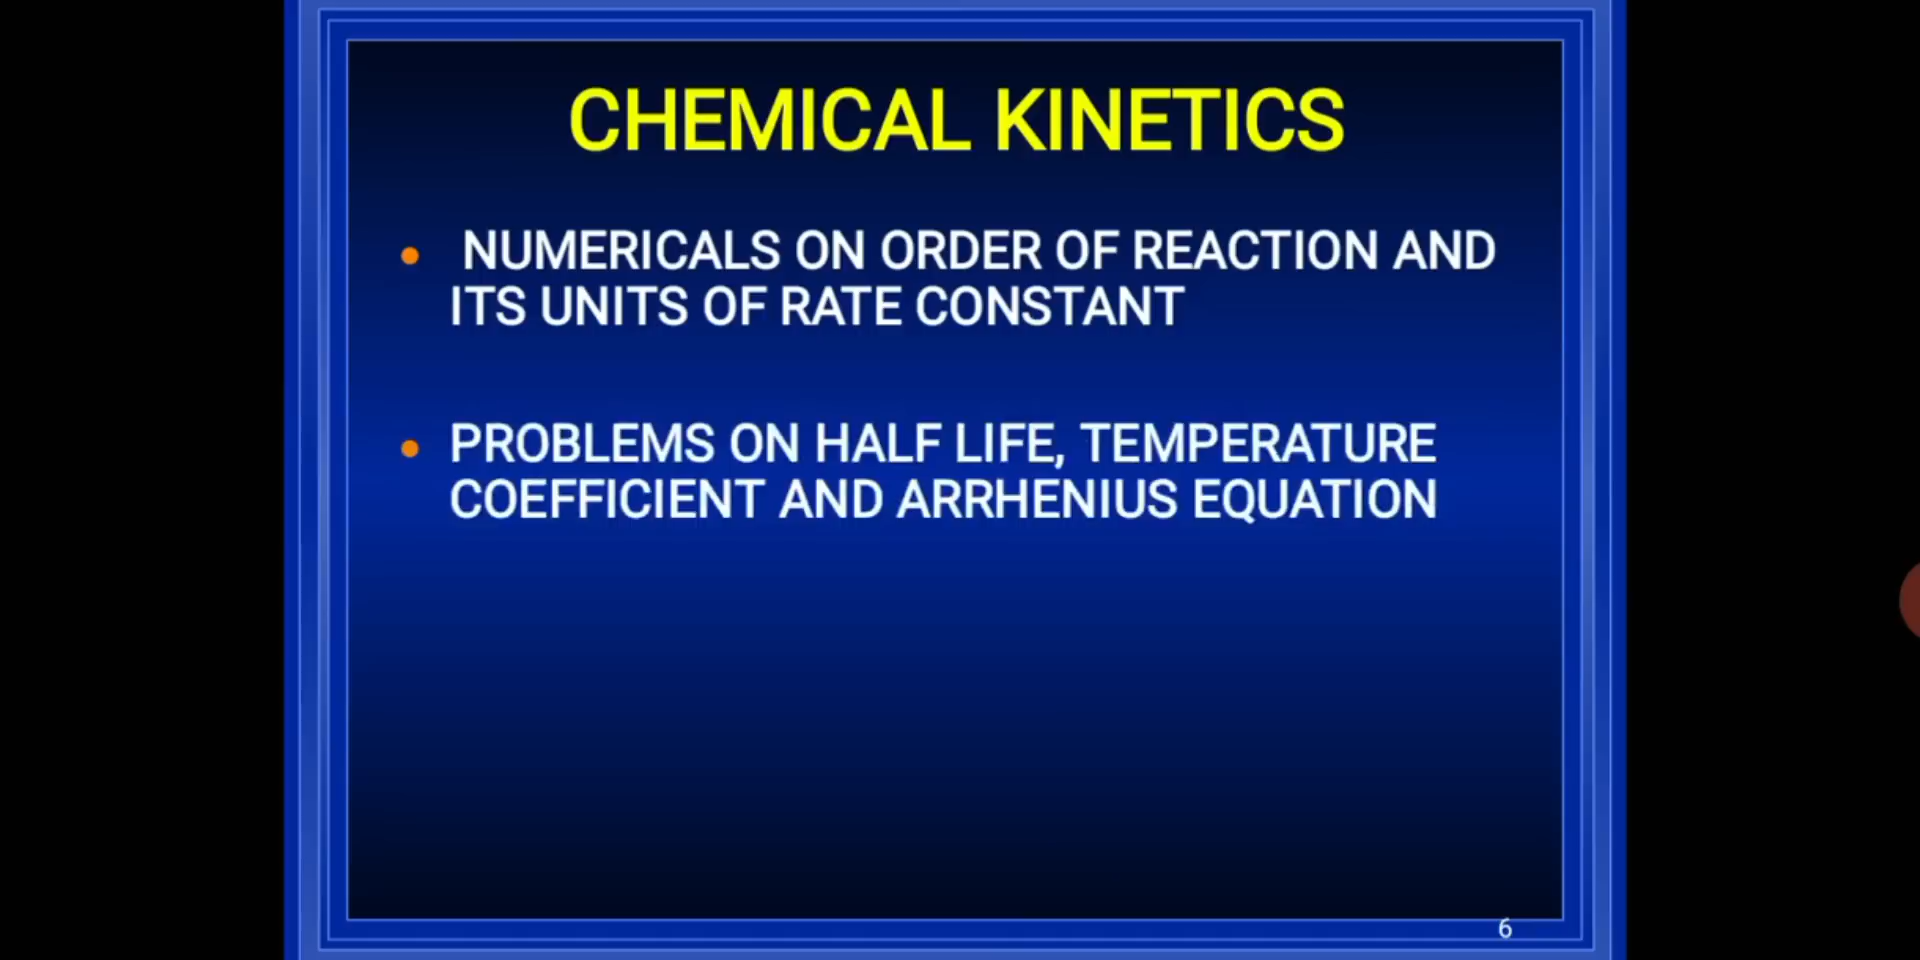 CHEMICAL KINETICS
• NUMERICALS ON ORDER OF REACTION AND
ITS UNITS OF RATE CONSTANT
• PROBLEMS ON HALF LIFE, TEMPERATURE
COEFFICIENT AND ARRHENIUS EQUATION
6